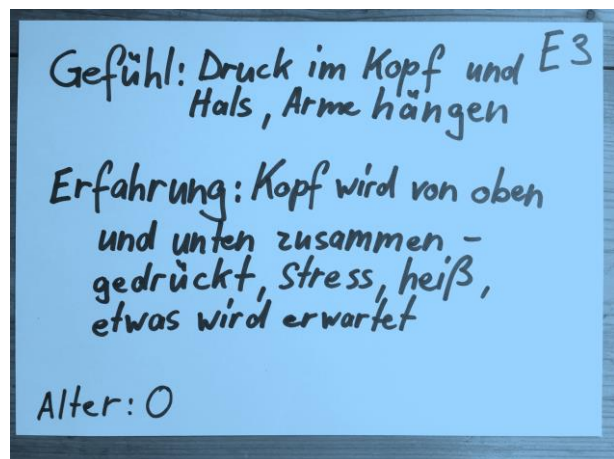 E3
Gefühl: Druck im Kopf und
Hals, Arme hängen
Erfahrung: Kopf wird von oben
und unten zusammen-
gedrückt, Stress, heiß,
etwas wird erwartet
Alter: 0